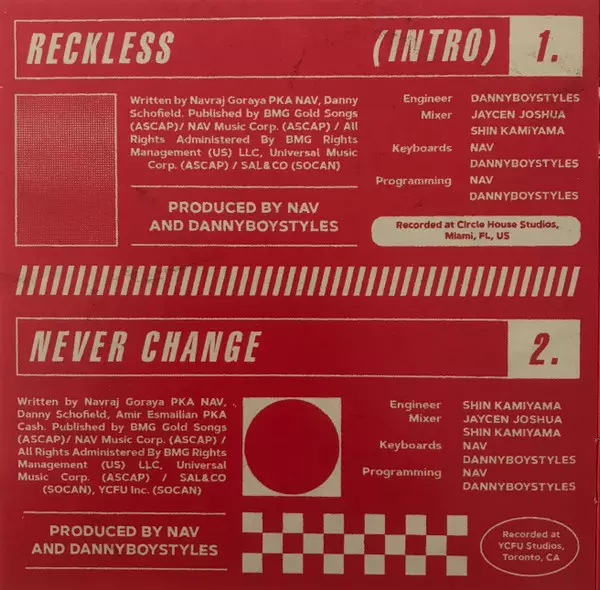 RECKLESS (INTRO) 1.
Written by Navraj Goraya PKA NAV, Danny
Schofield. Published by BMG Gold Songs
(ASCAP)/ NAV Music Corp. (ASCAP) / All
Rights Administered By BMG Rights
Management (US) LLC, Universal Music
Corp. (ASCAP) / SAL&CO (SOCAN)
PRODUCED BY NAV
AND DANNYBOYSTYLES
Engineer DANNYBOYSTYLES
Mixer JAYCEN JOSHUA
SHIN KAMIYAMA
Keyboards NAV
DANNYBOYSTYLES
Programming NAV
DANNYBOYSTYLES
Recorded at Circle House Studios,
Miami, FL, US
NEVER CHANGE 2.
Written by Navraj Goraya PKA NAV,
Danny Schofield, Amir Esmailian PKA
Cash. Published by BMG Gold Songs
(ASCAP)/ NAV Music Corp. (ASCAP) /
All Rights Administered By BMG Rights
Management (US) LLC, Universal
Music Corp. (ASCAP) / SAL&CO
(SOCAN), YCFU Inc. (SOCAN)
PRODUCED BY NAV
AND DANNYBOYSTYLES
Engineer SHIN KAMIYAMA
Mixer JAYCEN JOSHUA
SHIN KAMIYAMA
Keyboards NAV
DANNYBOYSTYLES
Programming NAV
DANNYBOYSTYLES
Recorded at
YCFU Studios,
Toronto, CA